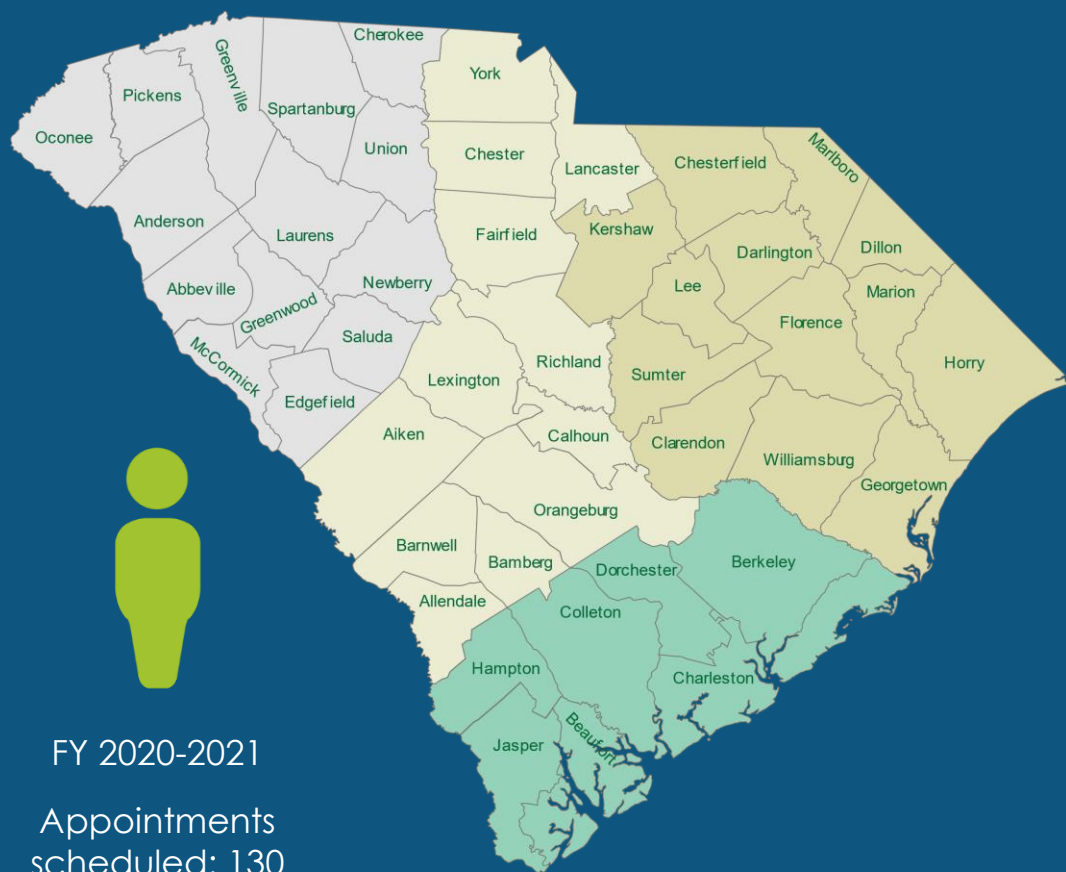 Cherokee
Greenville
York
Pickens
Spartanburg
Oconee
Union
Chester
Lancaster
Chesterfield
Marlboro
Anderson
Laurens
Fairfield
Kershaw
Darlington
Dillon
Abbeville
Newberry
Lee
Marion
Greenwood
Florence
Saluda
McCormick
Richland
Horry
Lexington
Sumter
Edgefield
Aiken
Calhoun
Clarendon
Williamsburg
Georgetown
Orangeburg
Barnwell
Bamberg
Dorchester
Berkeley
Allendale
Colleton
Hampton
Charleston
Jasper
Beaufort
FY 2020-2021
Appointments
scheduled: 130